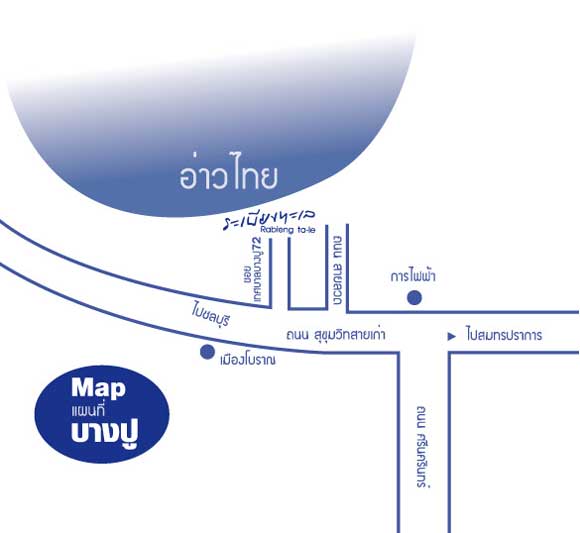 อ่าวไทย
ระเบียงทะเล
Rabieng ta-le
ซอย
เทศบาลบางปู72
ถนน สายลวด
การไฟฟ้า
ไปชลบุรี
ถนน สุขุมวิทสายเก่า
ไปสมุทรปราการ
เมืองโบราณ
Map
แผนที่
บางปู
ถนน ศรีนครินทร์